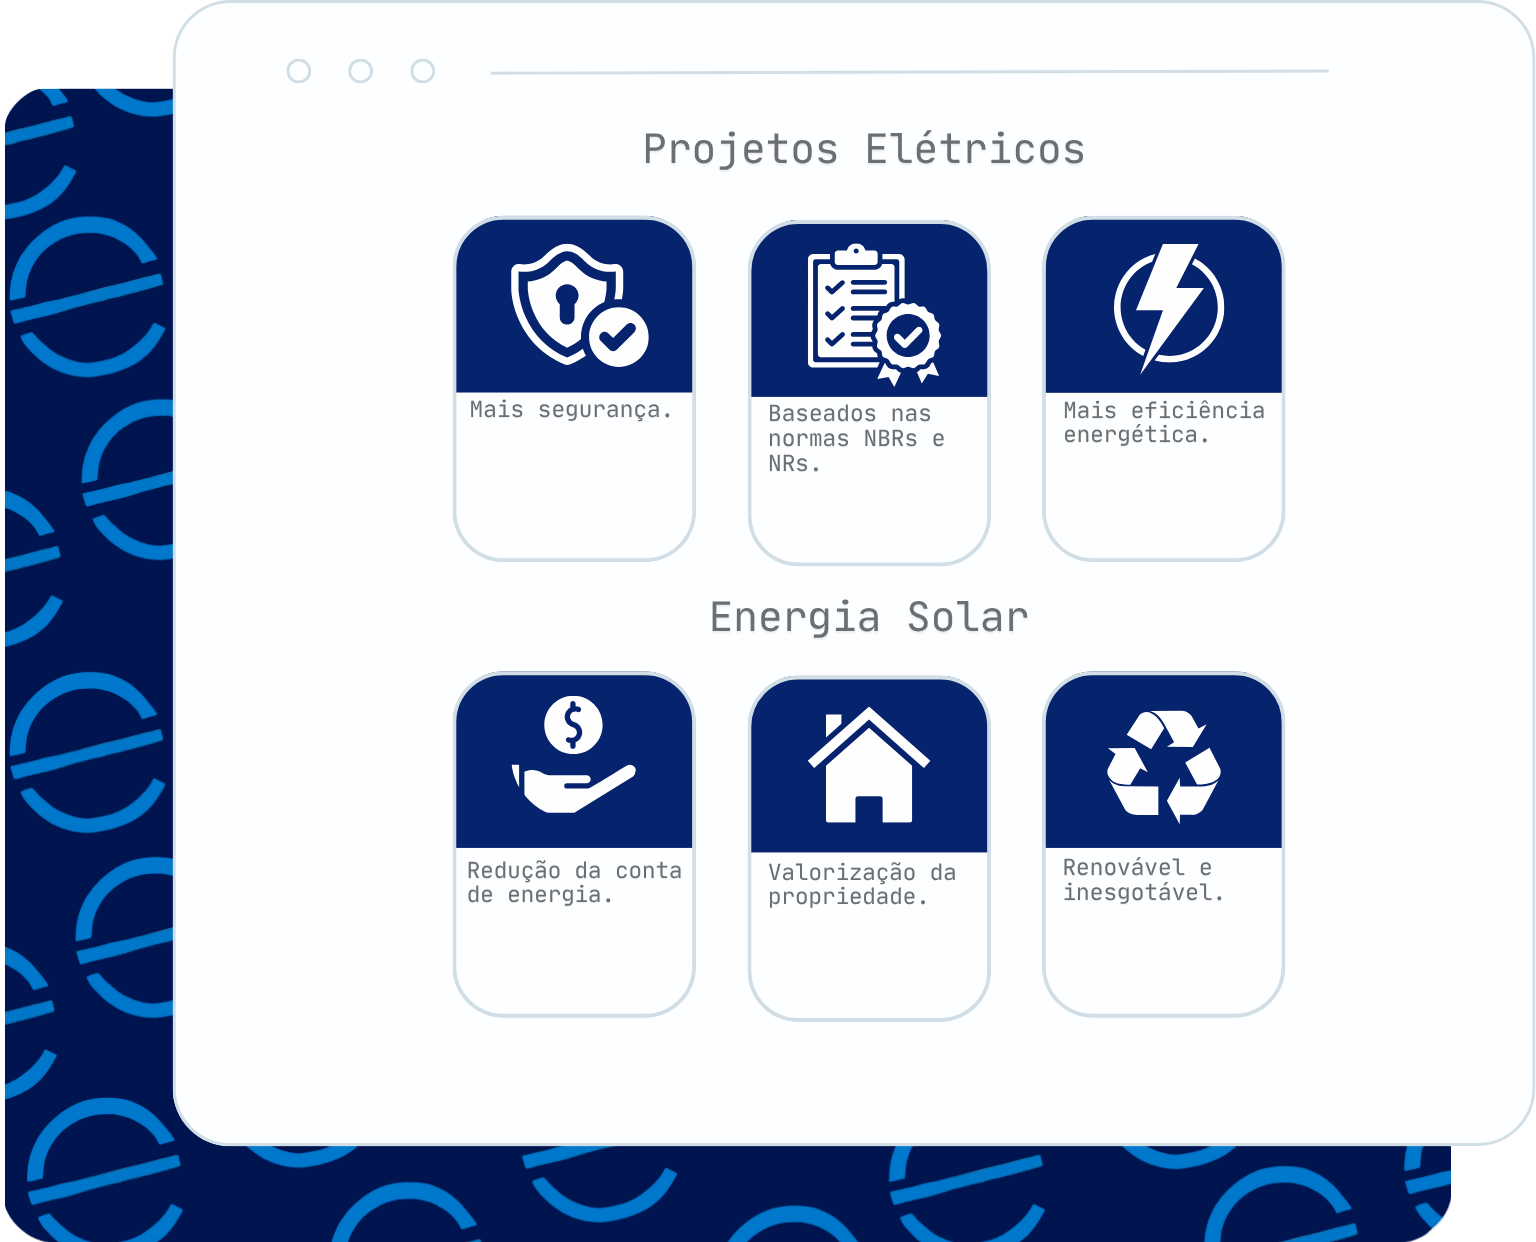 Projetos Elétricos
Mais segurança.
Baseados nas
normas NBRs e
NRs.
Mais eficiência
energética.
Energia Solar
Redução da conta
de energia.
Valorização da
propriedade.
Renovável e
inesgotável.